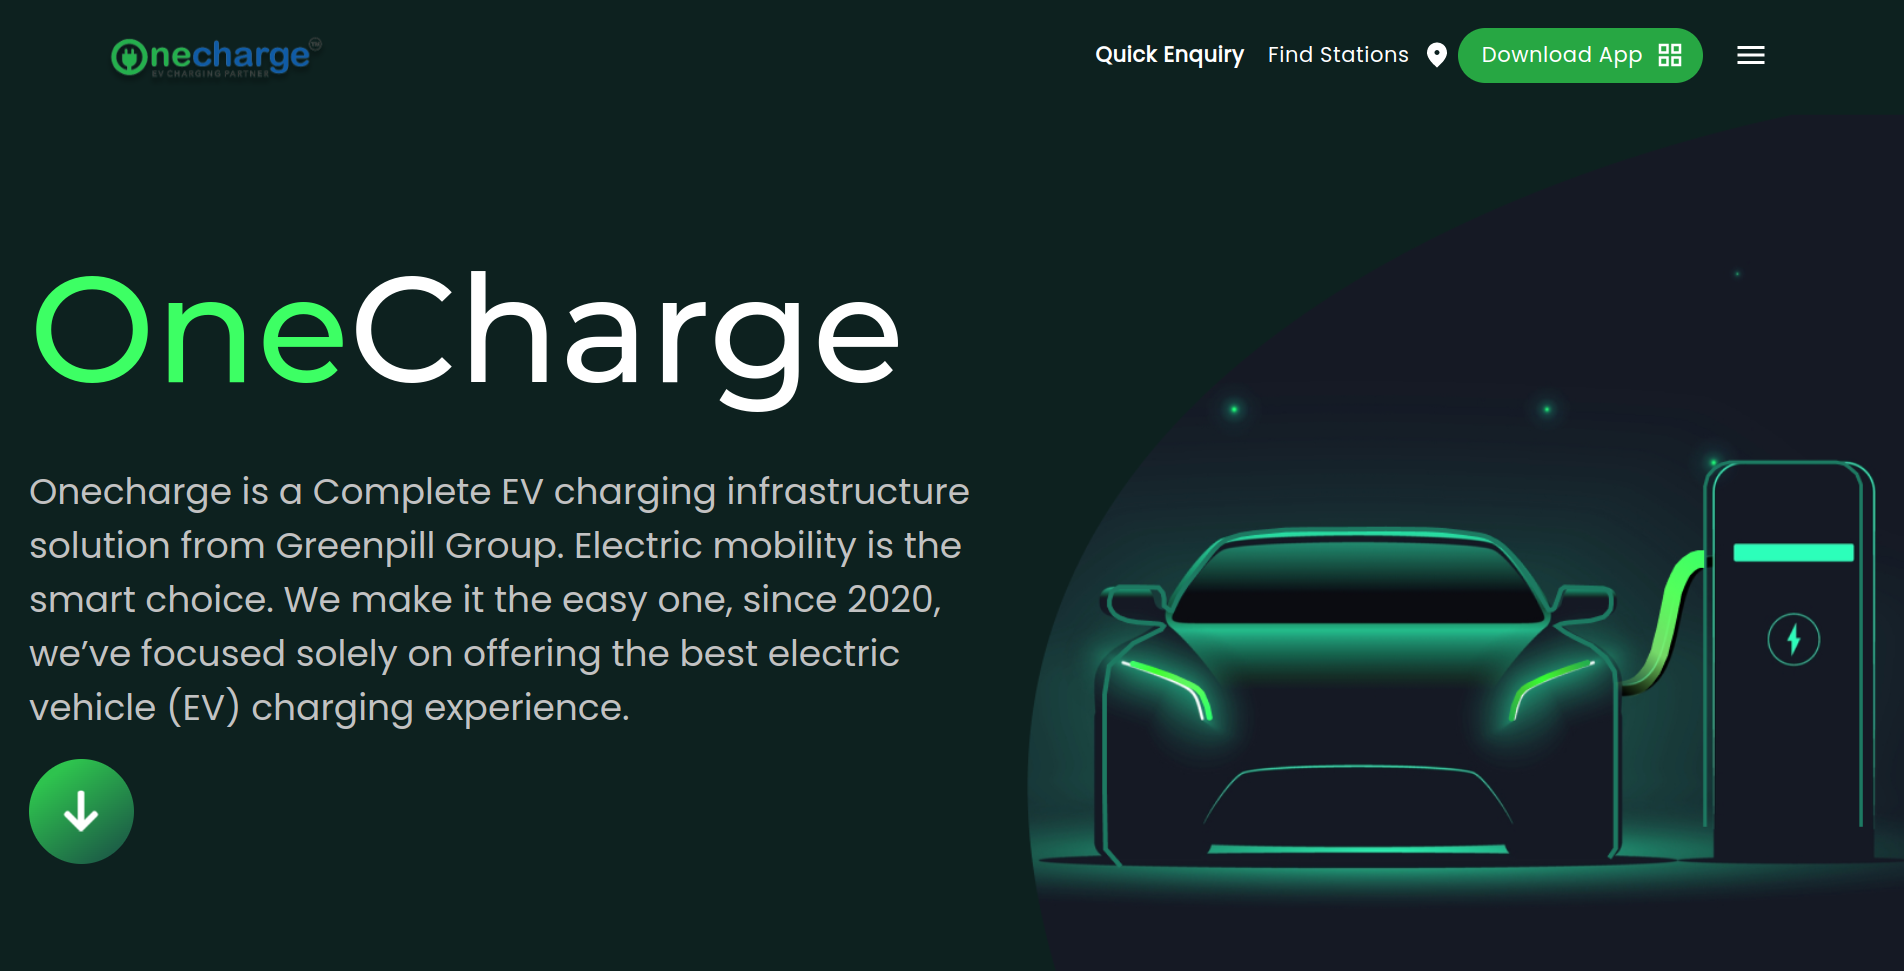 Onecharge TM
EV CHARGING PARTNER
Quick Enquiry
Find Stations
Download App
OneCharge
Onecharge is a Complete EV charging infrastructure
solution from Greenpill Group. Electric mobility is the
smart choice. We make it the easy one, since 2020,
we’ve focused solely on offering the best electric
vehicle (EV) charging experience.